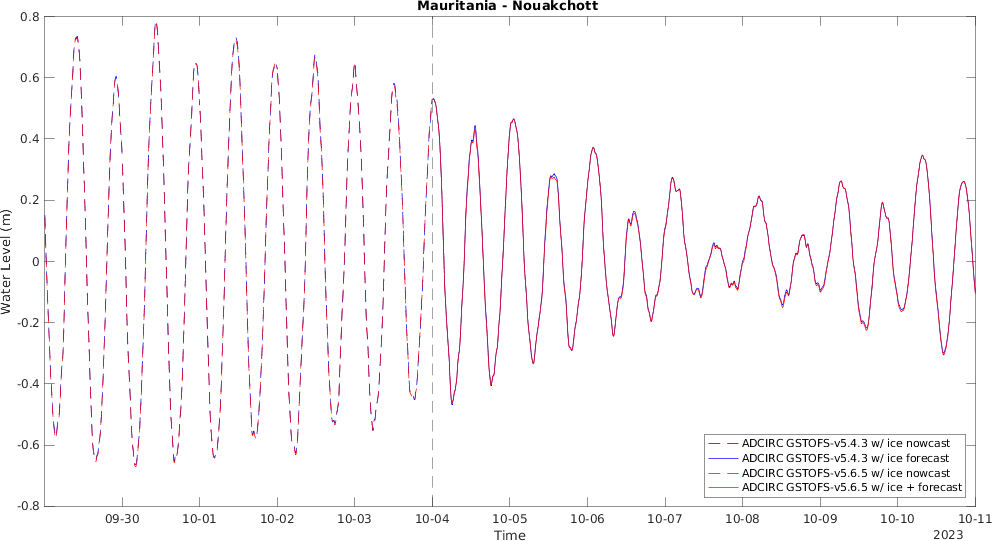 Mauritania - Nouakchott
0.8
0.6
0.4
0.2
0
-0.2
-0.4
-0.6
-0.8
Water Level (m)
09-30 10-01 10-02 10-03 10-04 10-05 10-06 10-07 10-08 10-09 10-10 10-11
Time
2023
ADCIRC GSTOFS-v5.4.3 w/ ice nowcast
ADCIRC GSTOFS-v5.4.3 w/ ice forecast
ADCIRC GSTOFS-v5.6.5 w/ ice nowcast
ADCIRC GSTOFS-v5.6.5 w/ ice + forecast